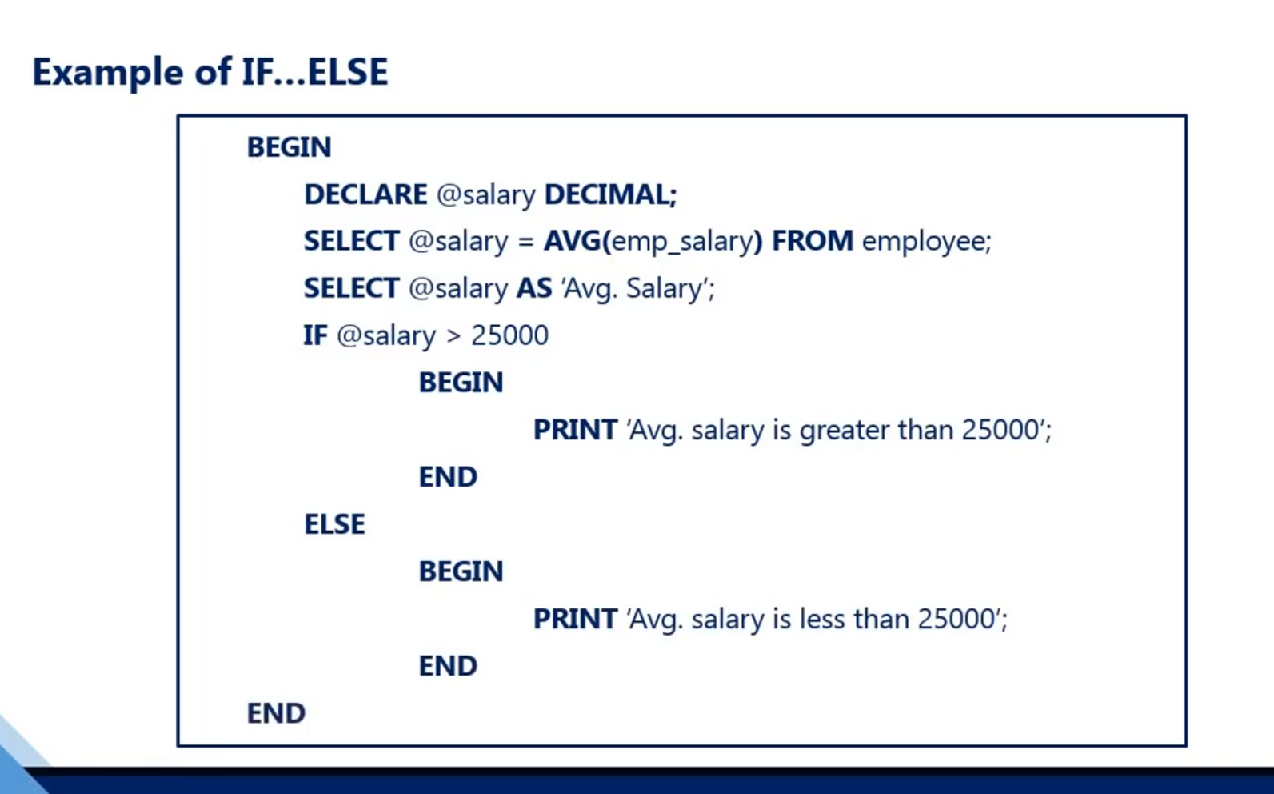 Example of IF...ELSE
BEGIN
DECLARE @salary DECIMAL;
SELECT @salary = AVG(emp_salary) FROM employee;
SELECT @salary AS ‘Avg. Salary’;
IF @salary > 25000
BEGIN
PRINT ‘Avg. salary is greater than 25000’;
END
ELSE
BEGIN
PRINT ‘Avg. salary is less than 25000’;
END
END